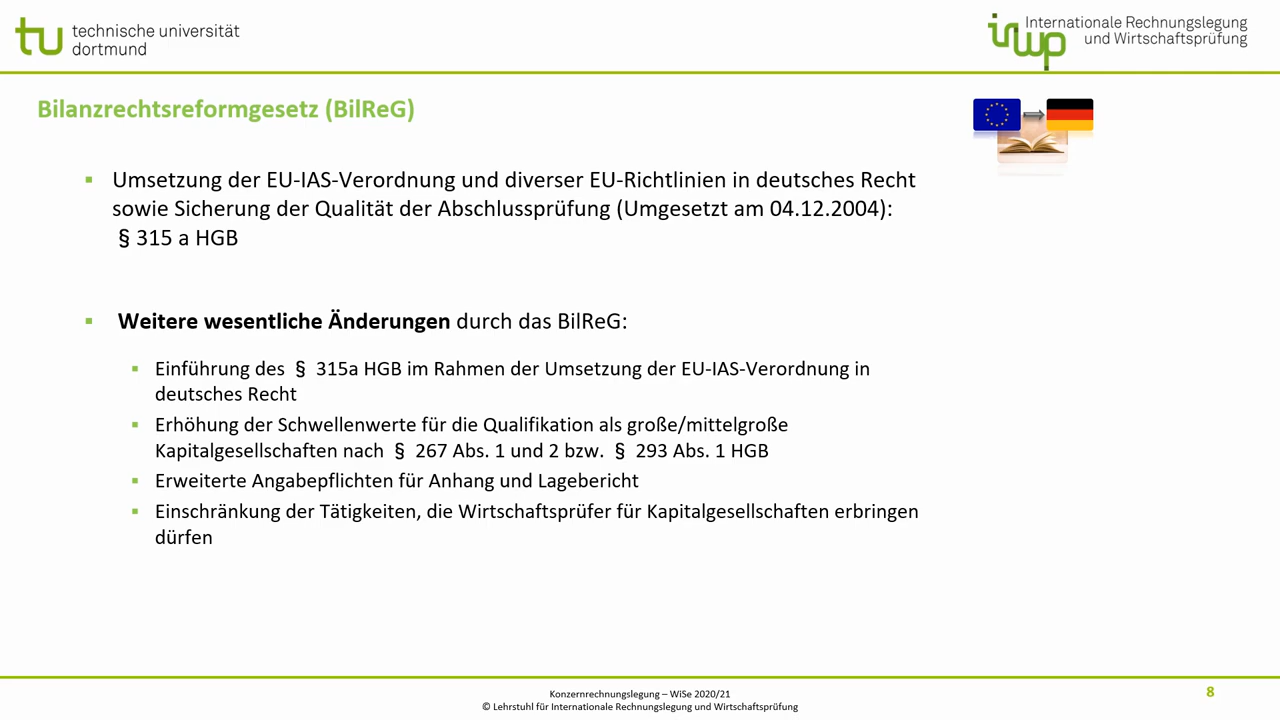 technische universität
dortmund
Internationale Rechnungslegung
und Wirtschaftsprüfung
Bilanzrechtsreformgesetz (BilReG)
Umsetzung der EU-IAS-Verordnung und diverser EU-Richtlinien in deutsches Recht
sowie Sicherung der Qualität der Abschlussprüfung (Umgesetzt am 04.12.2004):
§ 315 a HGB
Weitere wesentliche Änderungen durch das BilReG:
Einführung des § 315a HGB im Rahmen der Umsetzung der EU-IAS-Verordnung in
deutsches Recht
Erhöhung der Schwellenwerte für die Qualifikation als große/mittelgroße
Kapitalgesellschaften nach § 267 Abs. 1 und 2 bzw. § 293 Abs. 1 HGB
Erweiterte Angabepflichten für Anhang und Lagebericht
Einschränkung der Tätigkeiten, die Wirtschaftsprüfer für Kapitalgesellschaften erbringen
dürfen
Konzernrechnungslegung – WiSe 2020/21
© Lehrstuhl für Internationale Rechnungslegung und Wirtschaftsprüfung
8